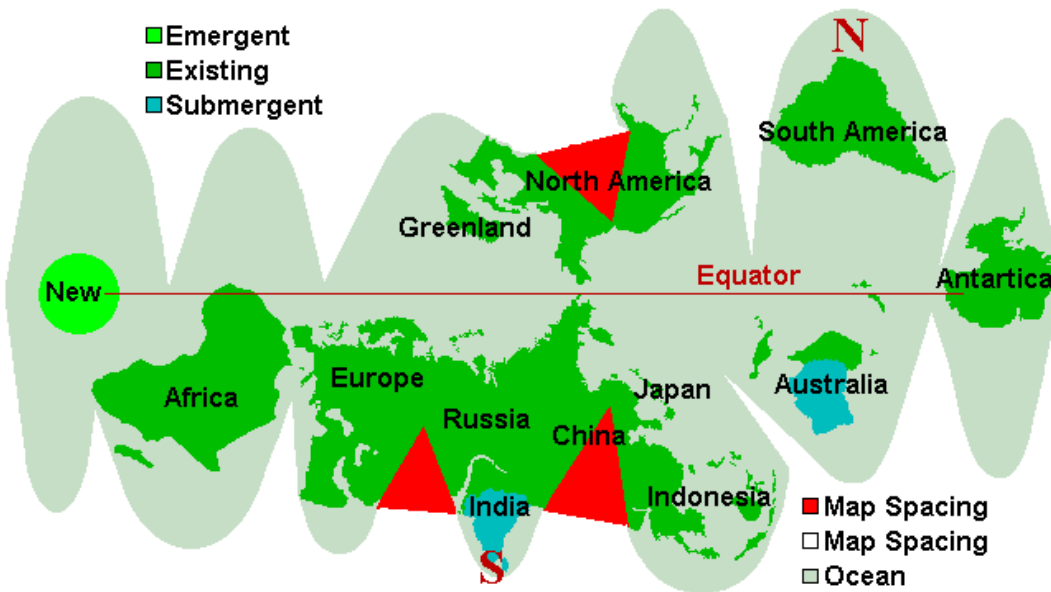 Emergent
Existing
Submergent
N
South America
North America
Greenland
New
Equator
Antartica
Europe
Africa
Japan
Australia
Russia
China
India
Indonesia
S
Map Spacing
Map Spacing
Ocean